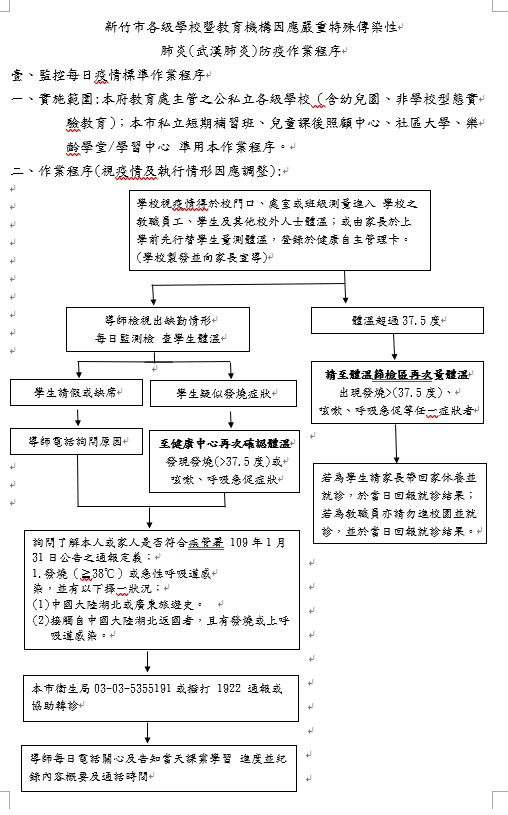 新竹市各級學校暨教育機構因應嚴重特殊傳染性
肺炎(武漢肺炎)防疫作業程序
壹、監控每日疫情標準作業程序
一、實施範圍:本府教育處主管之公私立各級學校（含幼兒園、非學校型態實
驗教育)；本市私立短期補習班、兒童課後照顧中心、社區大學、樂
齡學堂/學習中心 準用本作業程序。
二、作業程序(視疫情及執行情形因應調整):
學校視疫情得於校門口、處室或班級測量進入 學校之
教職員工、學生及其他校外人士體溫；或由家長於上
學前先行替學生量測體溫，登錄於健康自主管理卡。
(學校製發並向家長宣導)
導師檢視出缺勤情形
每日監測檢 查學生體溫
體溫超過 37.5 度
學生請假或缺席
學生疑似發燒症狀
請至體溫篩檢區再次量體溫
出現發燒>(37.5 度)、
咳嗽、呼吸急促等任一症狀者
導師電話詢問原因
至健康中心再次確認體溫
發現發燒(>37.5 度)或
咳嗽、呼吸急促症狀
若為學生請家長帶回家休養並
就診，於當日回報就診結果；
若為教職員亦請勿進校園並就
診，並於當日回報就診結果。
詢問了解本人或家人是否符合疾管署 109 年 1 月
31 日公告之通報定義：
1.發燒（≧38℃）或急性呼吸道感
染，並有以下擇一狀況：
(1)中國大陸湖北或廣東旅遊史。
(2)接觸自中國大陸湖北返國者，且有發燒或上呼
吸道感染。
本市衛生局 03-03-5355191 或撥打 1922 通報或
協助轉診
導師每日電話關心及告知當天課業學習 進度並紀
錄內容概要及通話時間